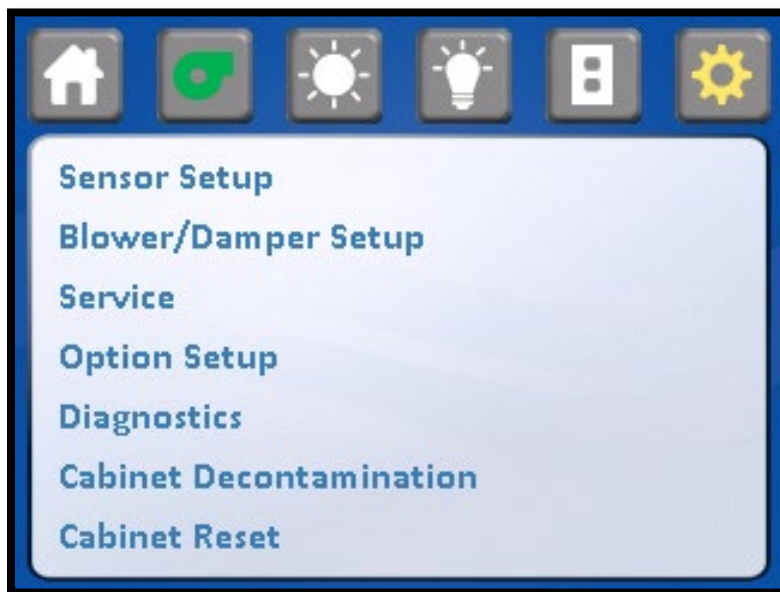 Sensor Setup
Blower/Damper Setup
Service
Option Setup
Diagnostics
Cabinet Decontamination
Cabinet Reset